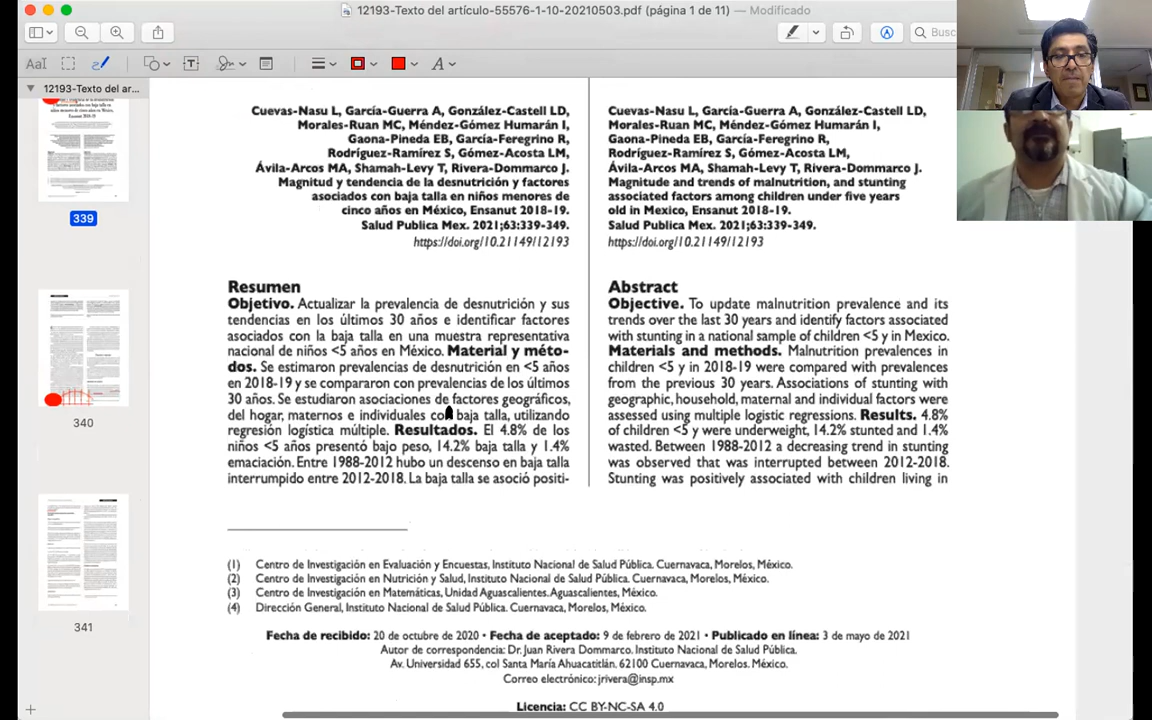 12193-Texto del artículo-55576-1-10-20210503.pdf (página 1 de 11) — Modificado
Busc
AaI
T
A
12193-Texto del ar...
339
340
341
Cuevas-Nasu L, García-Guerra A, González-Castell LD,
Morales-Ruan MC, Méndez-Gómez Humarán I,
Gaona-Pineda EB, García-Feregrino R,
Rodríguez-Ramírez S, Gómez-Acosta LM,
Ávila-Arcos MA, Shamah-Levy T, Rivera-Dommarco J.
Magnitud y tendencia de la desnutrición y factores
asociados con baja talla en niños menores de
cinco años en México, Ensanut 2018-19.
Salud Publica Mex. 2021;63:339-349.
https://doi.org/10.21149/12193
Resumen
Objetivo. Actualizar la prevalencia de desnutrición y sus
tendencias en los últimos 30 años e identificar factores
asociados con la baja talla en una muestra representativa
nacional de niños <5 años en México. Material y méto-
dos. Se estimaron prevalencias de desnutrición en <5 años
en 2018-19 y se compararon con prevalencias de los últimos
30 años. Se estudiaron asociaciones de factores geográficos,
del hogar, maternos e individuales con baja talla, utilizando
regresión logística múltiple. Resultados. El 4.8% de los
niños <5 años presentó bajo peso, 14.2% baja talla y 1.4%
emaciación. Entre 1988-2012 hubo un descenso en baja talla
interrumpido entre 2012-2018. La baja talla se asoció positi-
Cuevas-Nasu L, García-Guerra A, González-Castell LD,
Morales-Ruan MC, Méndez-Gómez Humarán I,
Gaona-Pineda EB, García-Feregrino R,
Rodríguez-Ramírez S, Gómez-Acosta LM,
Ávila-Arcos MA, Shamah-Levy T, Rivera-Dommarco J.
Magnitude and trends of malnutrition, and stunting
associated factors among children under five years
old in Mexico, Ensanut 2018-19.
Salud Publica Mex. 2021;63:339-349.
https://doi.org/10.21149/12193
Abstract
Objective. To update malnutrition prevalence and its
trends over the last 30 years and identify factors associated
with stunting in a national sample of children <5 y in Mexico.
Materials and methods. Malnutrition prevalences in
children <5 y in 2018-19 were compared with prevalences
from the previous 30 years. Associations of stunting with
geographic, household, maternal and individual factors were
assessed using multiple logistic regressions. Results. 4.8%
of children <5 y were underweight, 14.2% stunted and 1.4%
wasted. Between 1988-2012 a decreasing trend in stunting
was observed that was interrupted between 2012-2018.
Stunting was positively associated with children living in
(1) Centro de Investigación en Evaluación y Encuestas, Instituto Nacional de Salud Pública. Cuernavaca, Morelos, México.
(2) Centro de Investigación en Nutrición y Salud, Instituto Nacional de Salud Pública. Cuernavaca, Morelos, México.
(3) Centro de Investigación en Matemáticas, Unidad Aguascalientes. Aguascalientes, México.
(4) Dirección General, Instituto Nacional de Salud Pública. Cuernavaca, Morelos, México.
Fecha de recibido: 20 de octubre de 2020 • Fecha de aceptado: 9 de febrero de 2021 • Publicado en línea: 3 de mayo de 2021
Autor de correspondencia: Dr. Juan Rivera Dommarco. Instituto Nacional de Salud Pública.
Av. Universidad 655, col Santa María Ahuacatitlán. 62100 Cuernavaca, Morelos. México.
Correo electrónico: jrivera@insp.mx
Licencia: CC BY-NC-SA 4.0